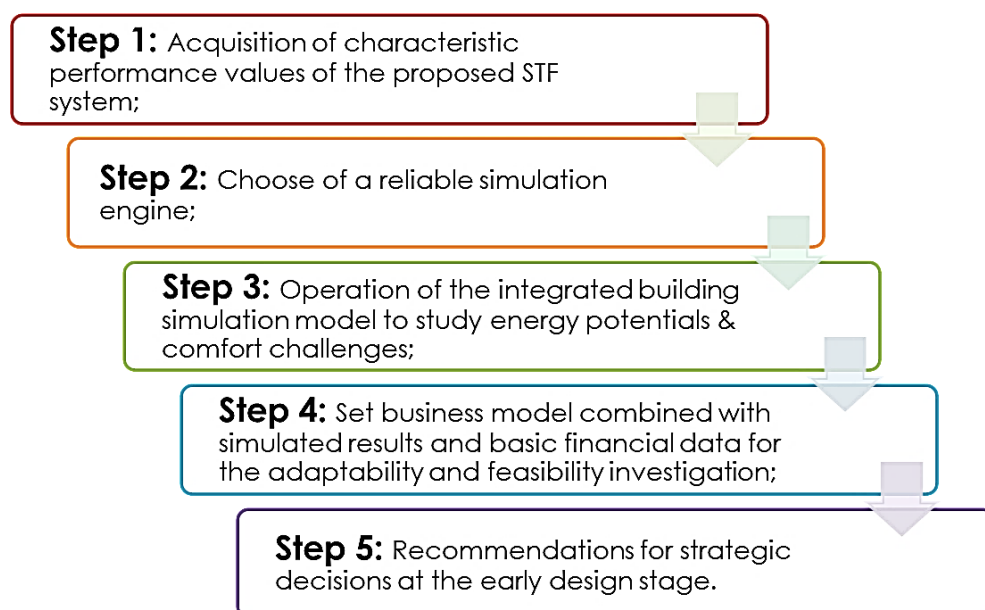 Step 1: Acquisition of characteristic
performance values of the proposed STF
system;
Step 2: Choose of a reliable simulation
engine;
Step 3: Operation of the integrated building
simulation model to study energy potentials &
comfort challenges;
Step 4: Set business model combined with
simulated results and basic financial data for
the adaptability and feasibility investigation;
Step 5: Recommendations for strategic
decisions at the early design stage.